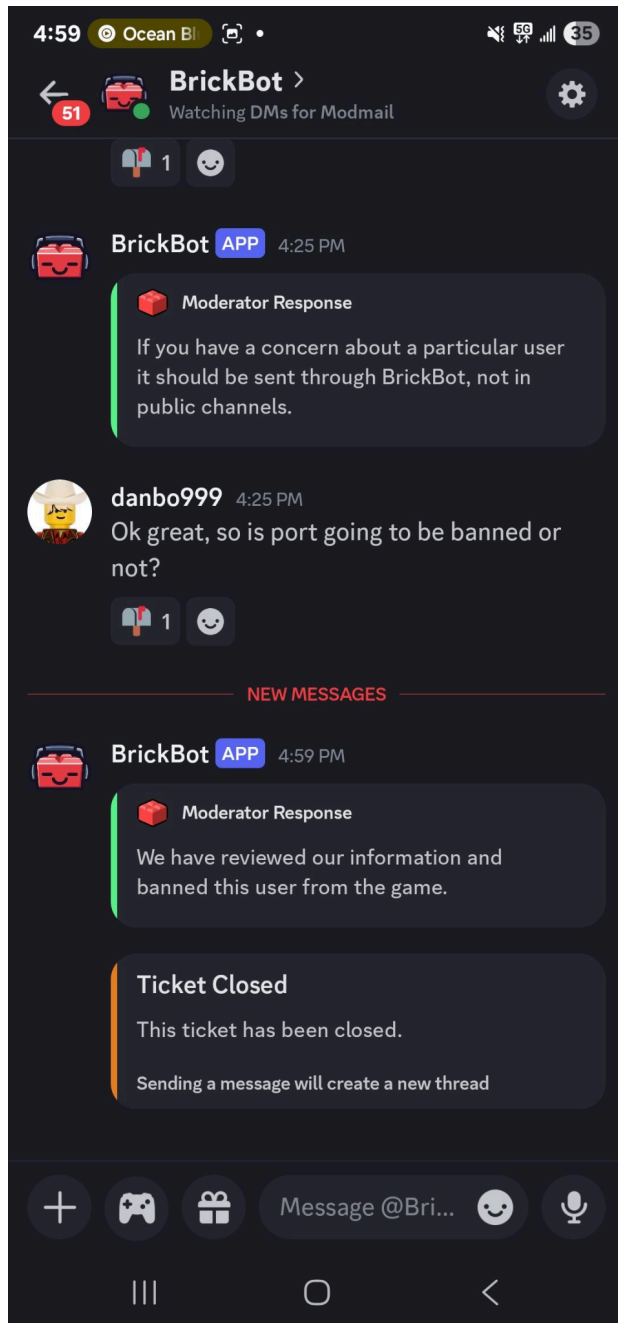 4:59 Ocean Bl
5G
35
51
BrickBot >
Watching DMs for Modmail
1
BrickBot APP 4:25 PM
Moderator Response
If you have a concern about a particular user
it should be sent through BrickBot, not in
public channels.
danbo999 4:25 PM
Ok great, so is port going to be banned or
not?
1
NEW MESSAGES
BrickBot APP 4:59 PM
Moderator Response
We have reviewed our information and
banned this user from the game.
Ticket Closed
This ticket has been closed.
Sending a message will create a new thread
Message @Bri...